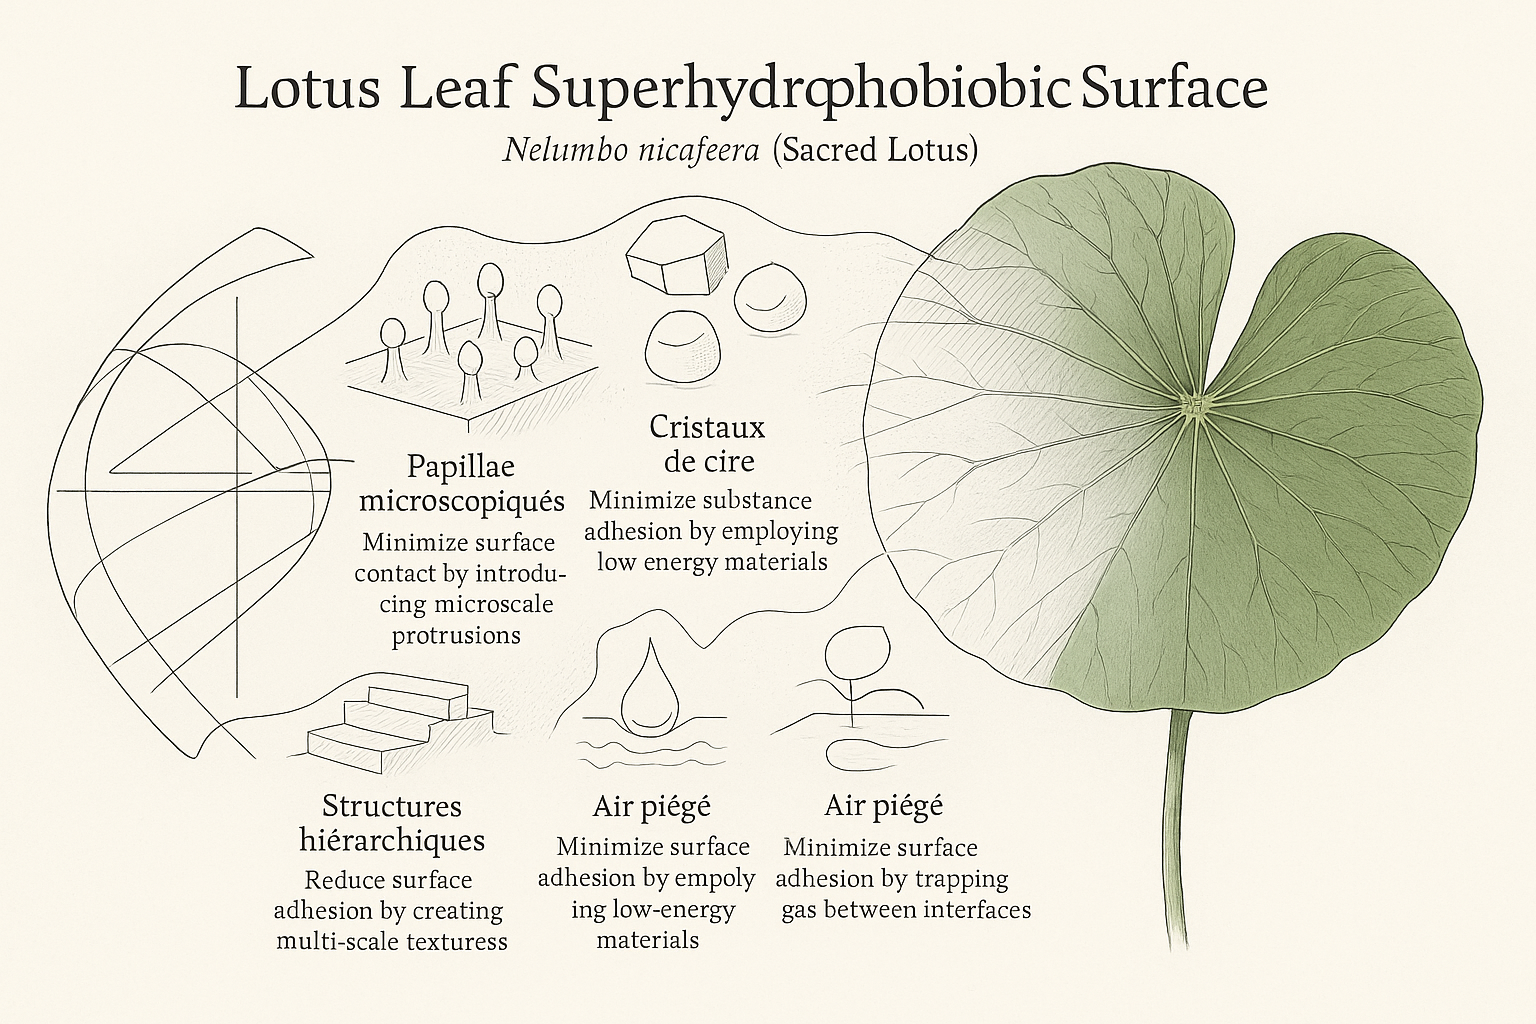 Lotus Leaf Superhydrophobiobic Surface
Nelumbo nicafeera (Sacred Lotus)
Papillae
microscopiqués
Minimize surface
contact by introdu-
cing microscale
protrusions
Cristaux
de cire
Minimize substance
adhesion by employing
low energy materials
Structures
hiérarchiques
Reduce surface
adhesion by creating
multi-scale texturess
Air piégé
Minimize surface
adhesion by empoly
ing low-energy
materials
Air piégé
Minimize surface
adhesion by trapping
gas between interfaces